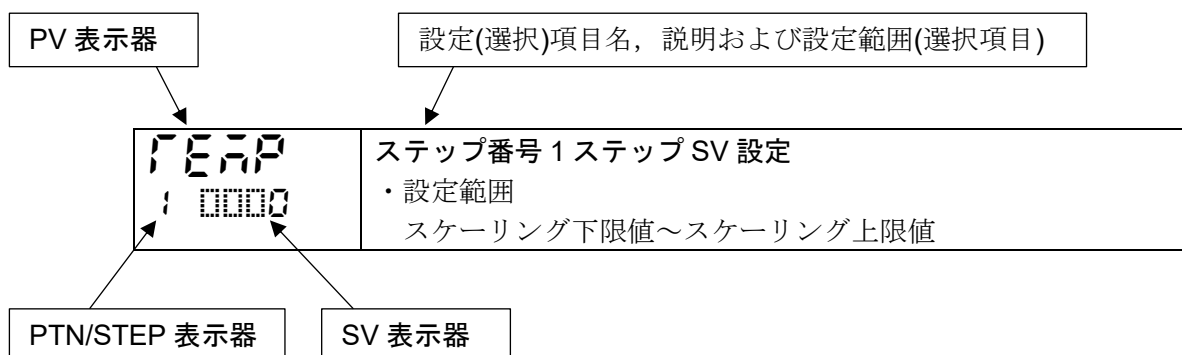 PV 表示器
設定(選択)項目名，説明および設定範囲(選択項目)
TEMP
ステップ番号 1 ステップ SV 設定
・設定範囲
1 0000
スケーリング下限値～スケーリング上限値
PTN/STEP 表示器
SV 表示器